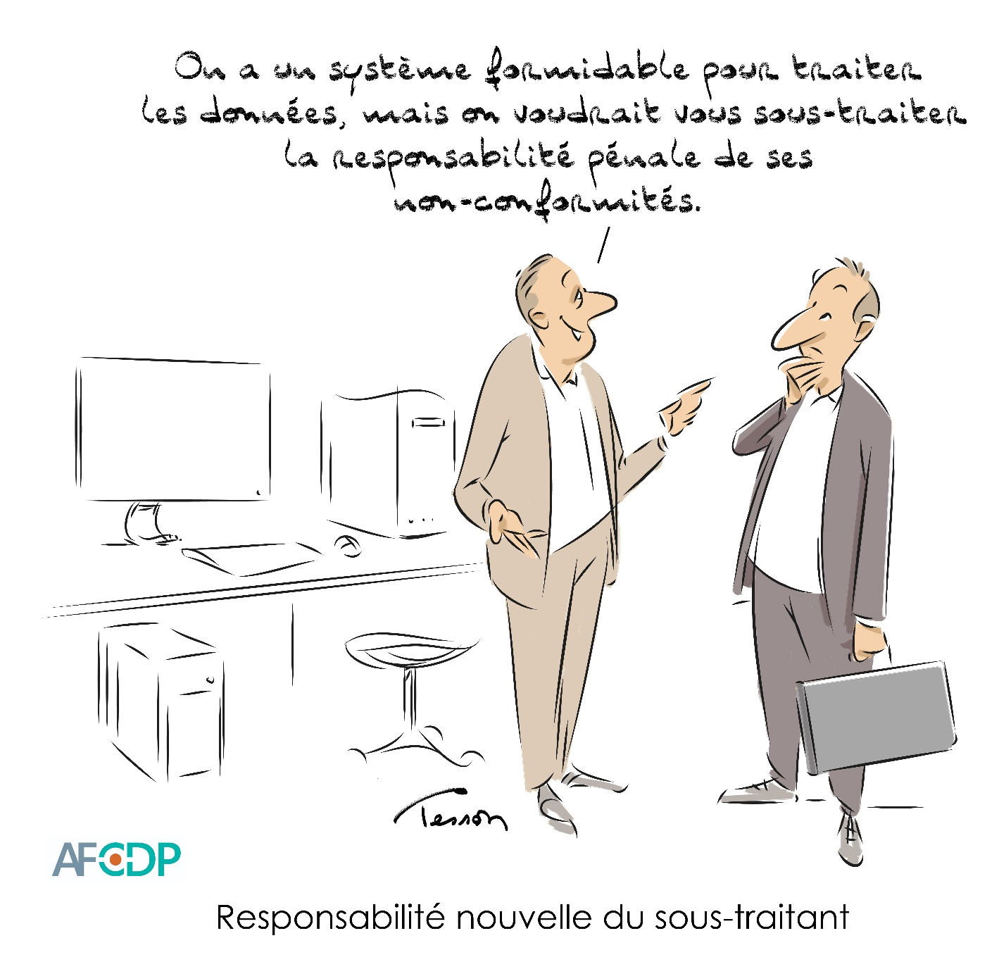 On a un système formidable pour traiter
les données, mais on voudrait vous sous-traiter
la responsabilité pénale de ses
non-conformités.
Tesson
AFCDP
Responsabilité nouvelle du sous-traitant